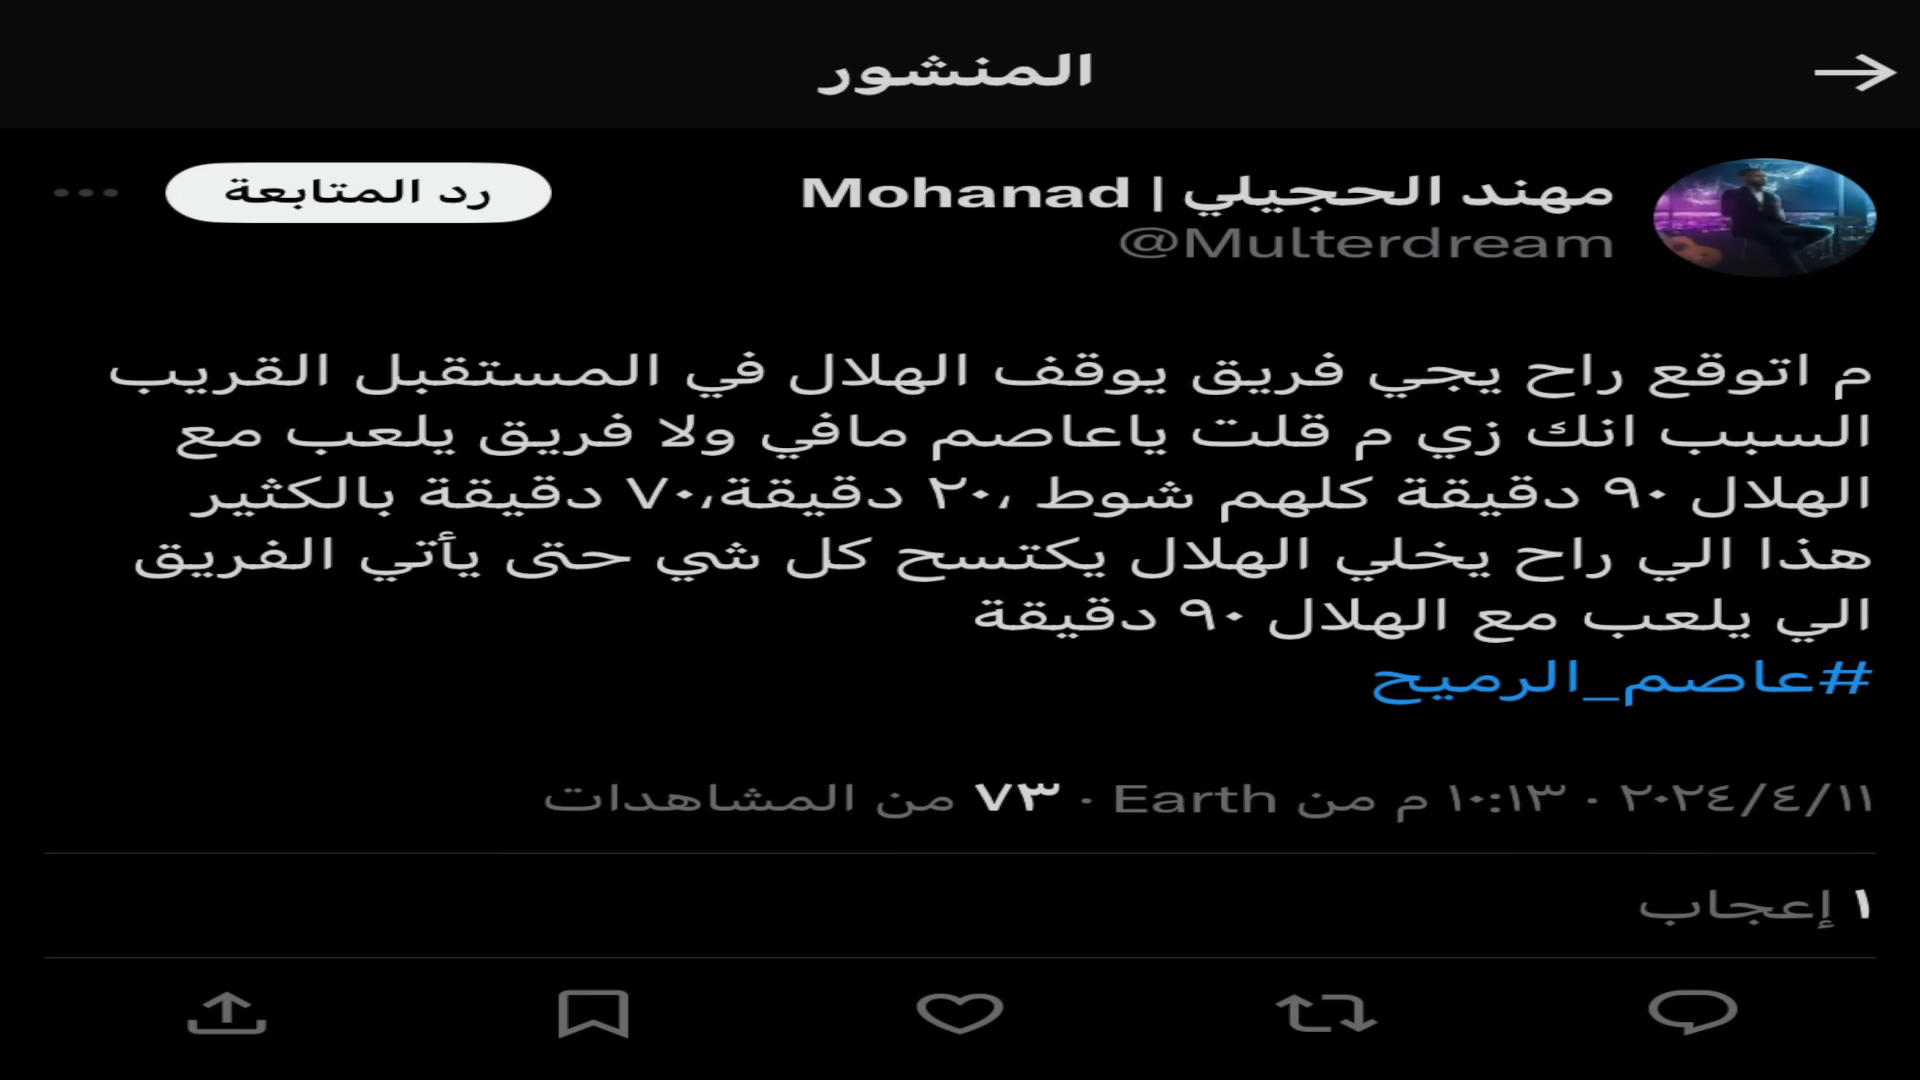 المنشور
مهند الحجيلي | Mohanad
رد المتابعة
@Multerdream
م اتوقع راح يجي فريق يوقف الهلال في المستقبل القريب
السبب انك زي م قلت ياعاصم مافي ولا فريق يلعب مع
الهلال ٩٠ دقيقة كلهم شوط ،٢٠ دقيقة،٧٠ دقيقة بالكثير
هذا الي راح يخلي الهلال يكتسح كل شي حتى يأتي الفريق
الي يلعب مع الهلال ٩٠ دقيقة
#عاصم_الرميح
٢٠٢٤/٤/١١ · ١٠:١٣ م من Earth · ٧٣ من المشاهدات
١ إعجاب